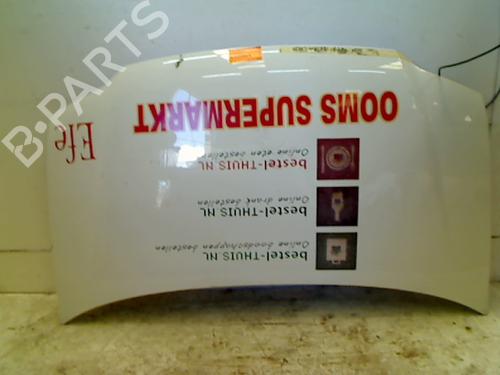 OOMS SUPERMARKT
bestel-THUIS NL
Online eten bestellen
bestel-THUIS NL
Online drank bestellen
bestel-THUIS NL
Online boodschappen bestellen
Efe
B-PARTS